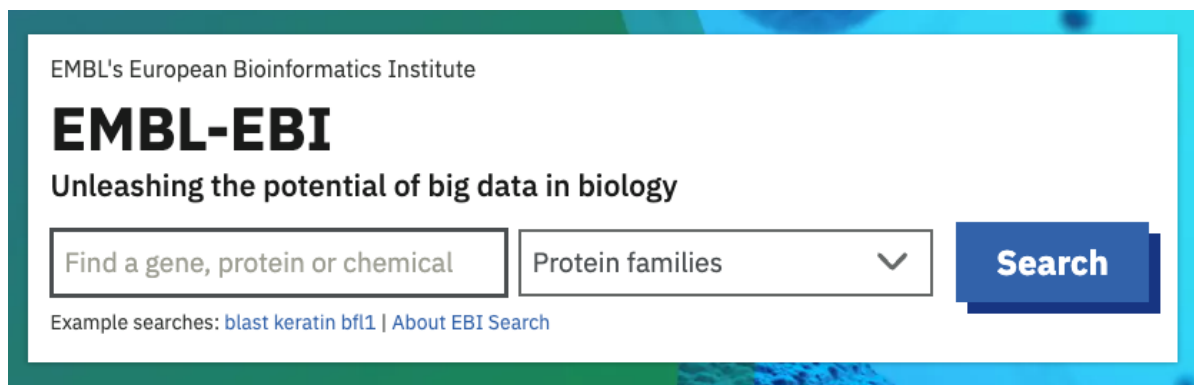 EMBL's European Bioinformatics Institute
EMBL-EBI
Unleashing the potential of big data in biology
Find a gene, protein or chemical Protein families Search
Example searches: blast keratin bfl1 | About EBI Search